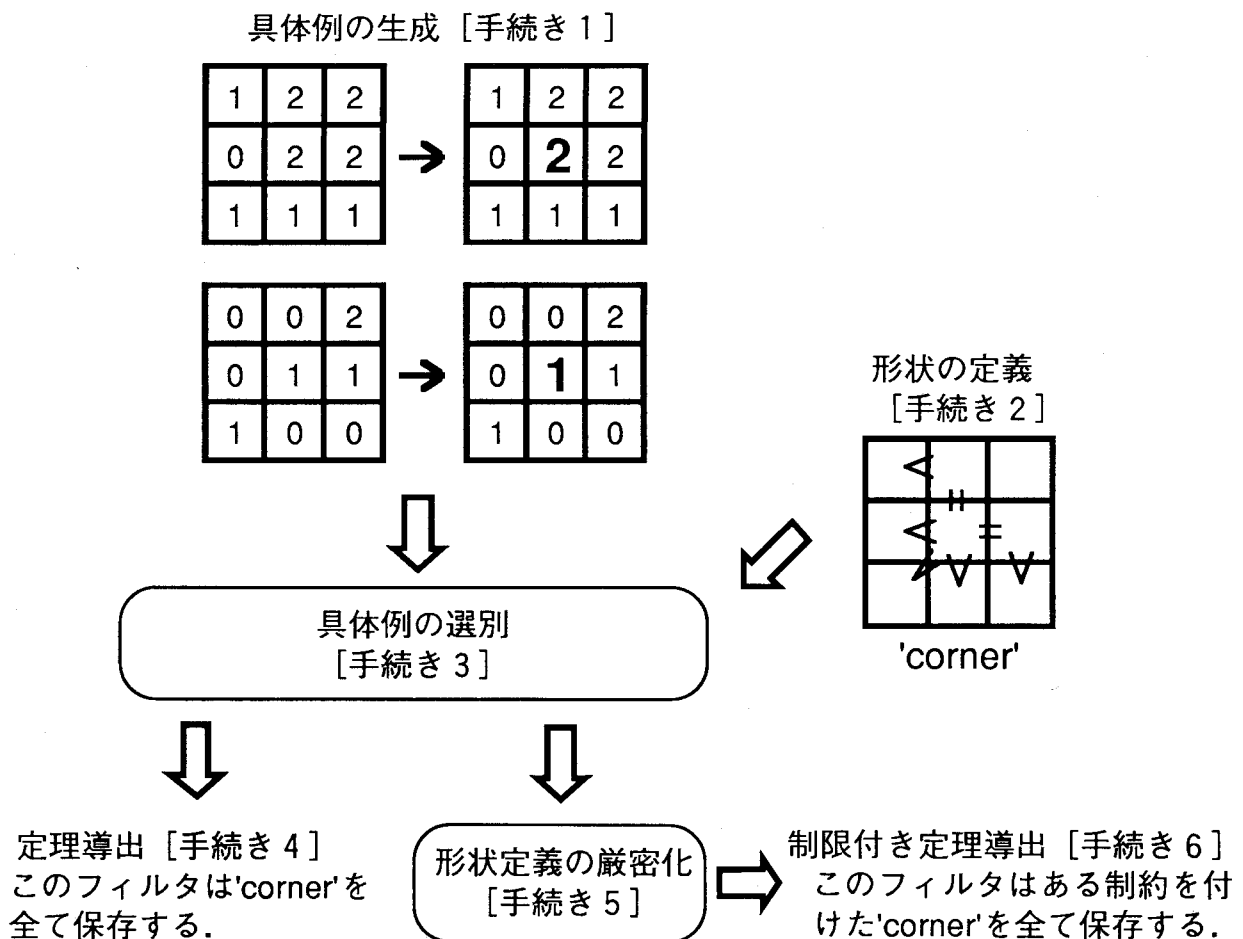 具体例の生成［手続き1］
1 2 2 1 2 2
0 2 2 → 0 2 2
1 1 1 1 1 1
0 0 2 0 0 2
0 1 1 → 0 1 1
1 0 0 1 0 0
形状の定義
［手続き2］
<
=
< =
< ∨ ∨
'corner'
具体例の選別
［手続き3］
定理導出［手続き4］
このフィルタは'corner'を
全て保存する．
形状定義の厳密化
［手続き5］
制限付き定理導出［手続き6］
このフィルタはある制約を付
けた'corner'を全て保存する．